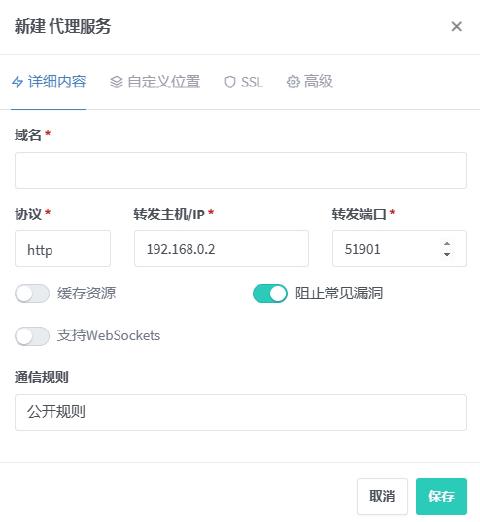 新建 代理服务
详细内容 自定义位置 SSL 高级
域名 *
协议 * 转发主机/IP * 转发端口 *
http 192.168.0.2 51901
缓存资源 阻止常见漏洞
支持WebSockets
通信规则
公开规则
取消 保存